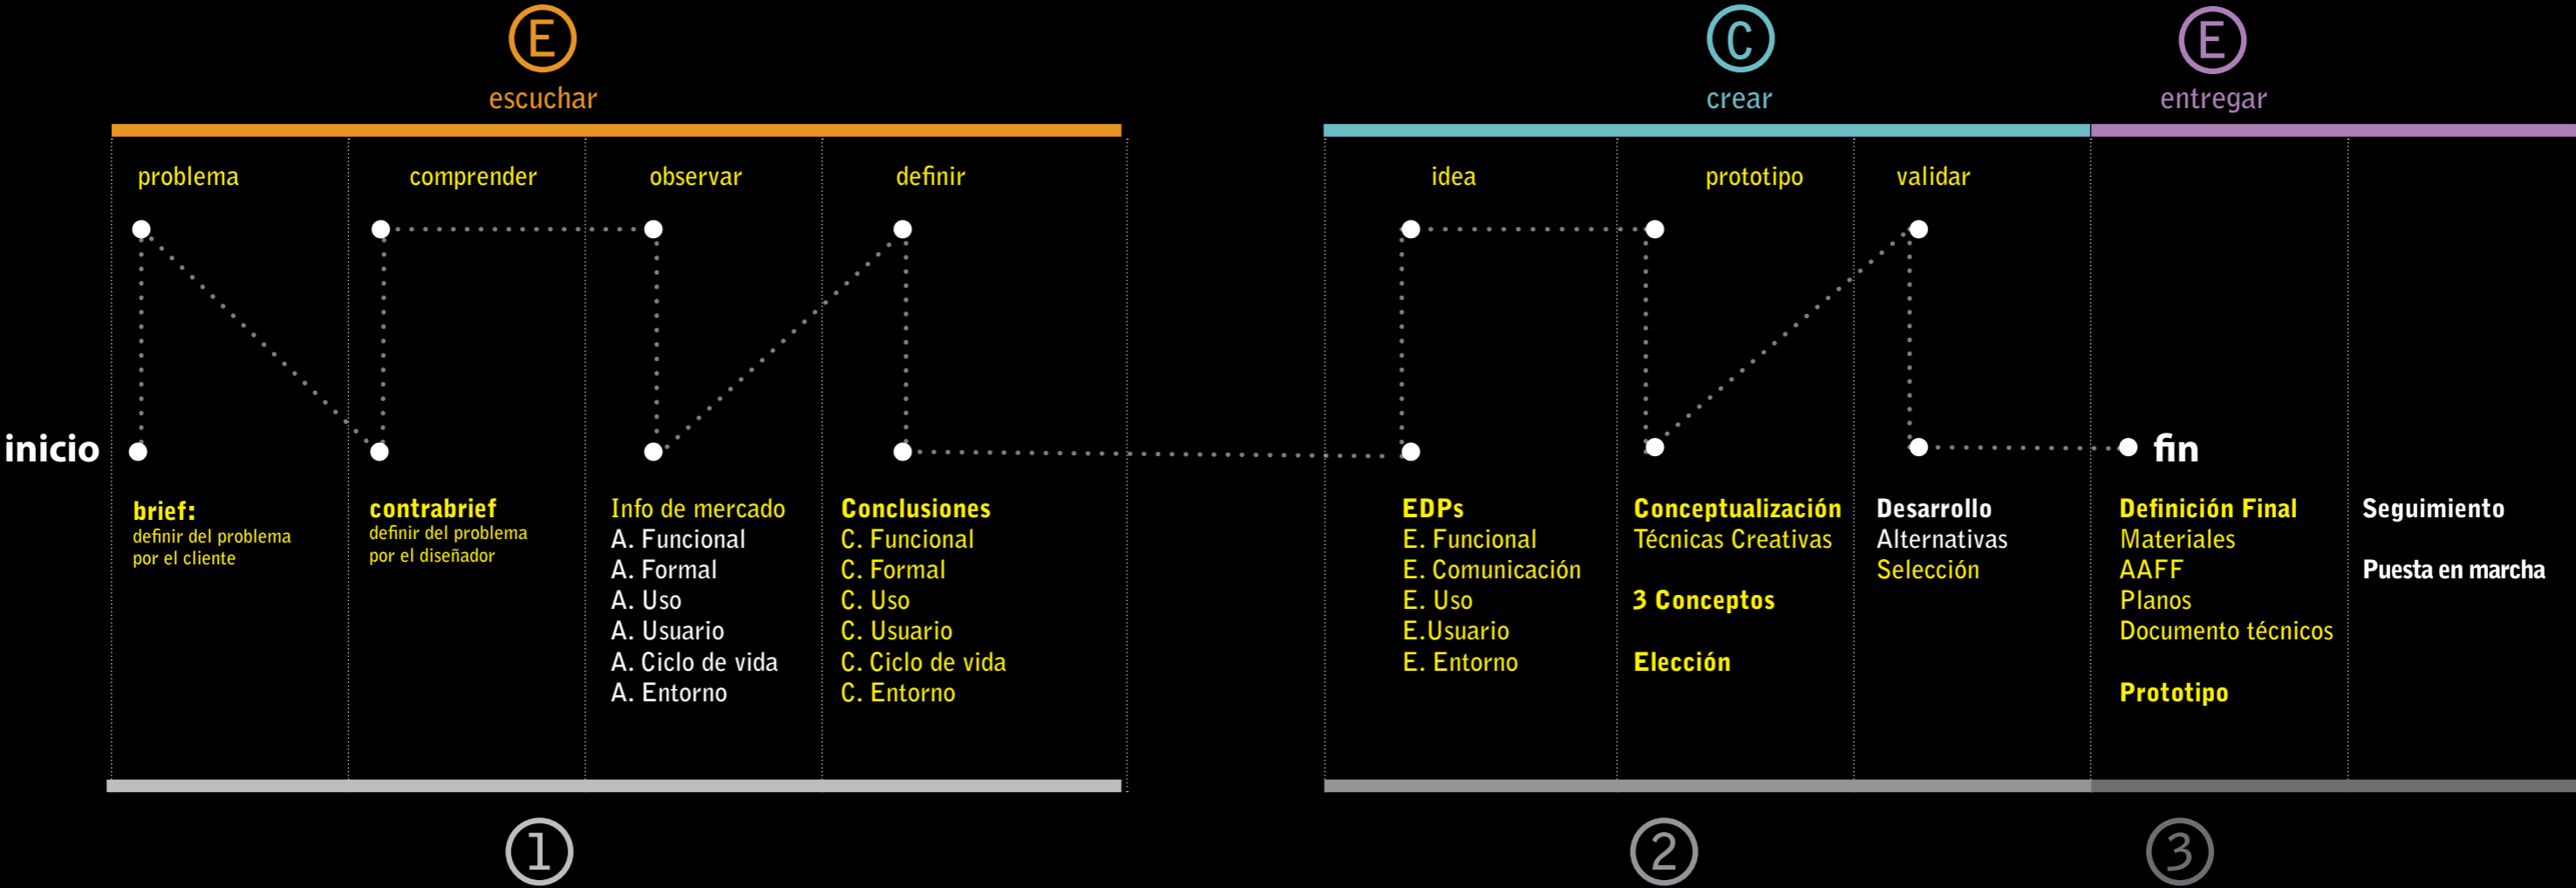 E
escuchar
C
crear
E
entregar
problema
comprender
observar
definir
idea
prototipo
validar
inicio
fin
brief:
definir del problema
por el cliente
contrabrief
definir del problema
por el diseñador
Info de mercado
A. Funcional
A. Formal
A. Uso
A. Usuario
A. Ciclo de vida
A. Entorno
Conclusiones
C. Funcional
C. Formal
C. Uso
C. Usuario
C. Ciclo de vida
C. Entorno
EDPs
E. Funcional
E. Comunicación
E. Uso
E.Usuario
E. Entorno
Conceptualización
Técnicas Creativas
3 Conceptos
Elección
Desarrollo
Alternativas
Selección
Definición Final
Materiales
AAFF
Planos
Documento técnicos
Prototipo
Seguimiento
Puesta en marcha
1
2
3